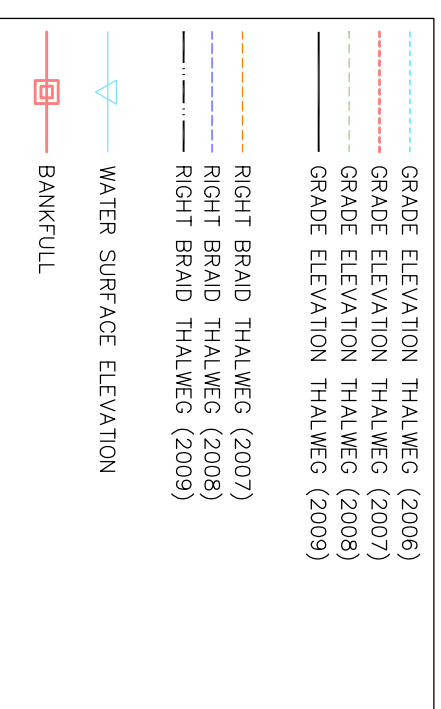 GRADE ELEVATION THALWEG (2006)
GRADE ELEVATION THALWEG (2007)
GRADE ELEVATION THALWEG (2008)
GRADE ELEVATION THALWEG (2009)
RIGHT BRAID THALWEG (2007)
RIGHT BRAID THALWEG (2008)
RIGHT BRAID THALWEG (2009)
WATER SURFACE ELEVATION
BANKFULL